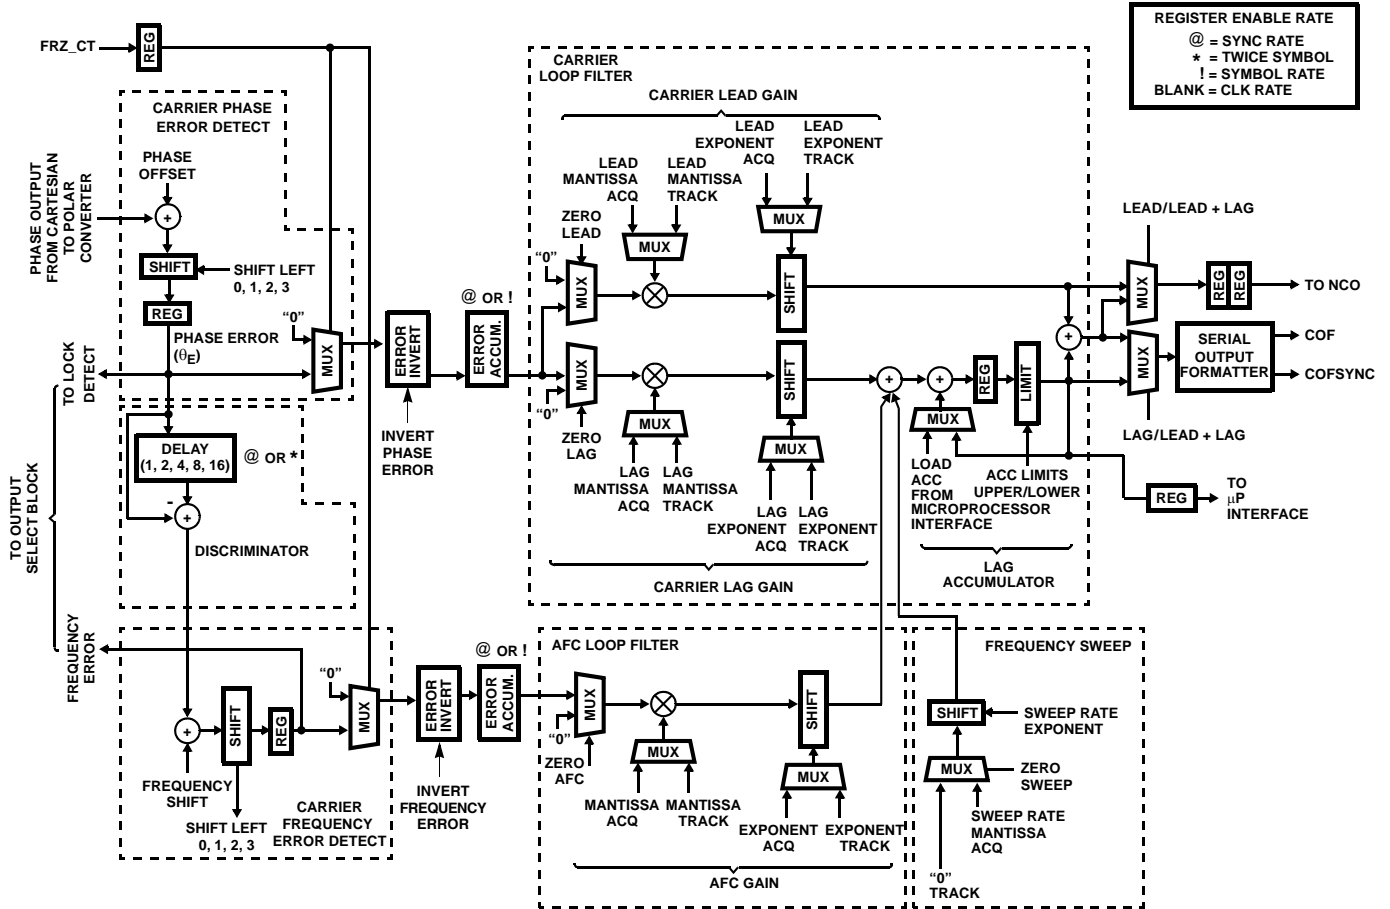 FRZ_CT
REG
CARRIER PHASE
ERROR DETECT
PHASE
OFFSET
PHASE OUTPUT
FROM CARTESIAN
TO POLAR
CONVERTER
+
SHIFT
SHIFT LEFT
0, 1, 2, 3
REG
PHASE ERROR
(θE)
"0"
MUX
TO LOCK
DETECT
DELAY
(1, 2, 4, 8, 16)
@ OR *
-
+
DISCRIMINATOR
TO OUTPUT
SELECT BLOCK
FREQUENCY
ERROR
+
SHIFT
REG
"0"
MUX
FREQUENCY
SHIFT
SHIFT LEFT
0, 1, 2, 3
CARRIER
FREQUENCY
ERROR DETECT
ERROR
INVERT
INVERT
PHASE
ERROR
@ OR !
ERROR
ACCUM.
ERROR
INVERT
INVERT
FREQUENCY
ERROR
@ OR !
ERROR
ACCUM.
CARRIER
LOOP FILTER
CARRIER LEAD GAIN
LEAD
EXPONENT
ACQ
LEAD
EXPONENT
TRACK
LEAD
MANTISSA
ACQ
LEAD
MANTISSA
TRACK
ZERO
LEAD
"0"
MUX
MUX
MUX
SHIFT
MUX
"0"
ZERO
LAG
MUX
LAG
MANTISSA
ACQ
LAG
MANTISSA
TRACK
SHIFT
MUX
LAG
EXPONENT
ACQ
LAG
EXPONENT
TRACK
CARRIER LAG GAIN
+
+
REG
LIMIT
MUX
LOAD
ACC
FROM
MICROPROCESSOR
INTERFACE
ACC LIMITS
UPPER/LOWER
LAG
ACCUMULATOR
+
REGISTER ENABLE RATE
@ = SYNC RATE
* = TWICE SYMBOL
! = SYMBOL RATE
BLANK = CLK RATE
LEAD/LEAD + LAG
MUX
REG
REG
TO NCO
MUX
SERIAL
OUTPUT
FORMATTER
COF
COFSYNC
LAG/LEAD + LAG
REG
TO
µP
INTERFACE
AFC LOOP FILTER
MUX
"0"
ZERO
AFC
MUX
MANTISSA
ACQ
MANTISSA
TRACK
SHIFT
MUX
EXPONENT
ACQ
EXPONENT
TRACK
AFC GAIN
FREQUENCY SWEEP
SHIFT
SWEEP RATE
EXPONENT
MUX
ZERO
SWEEP
SWEEP RATE
MANTISSA
ACQ
"0"
TRACK